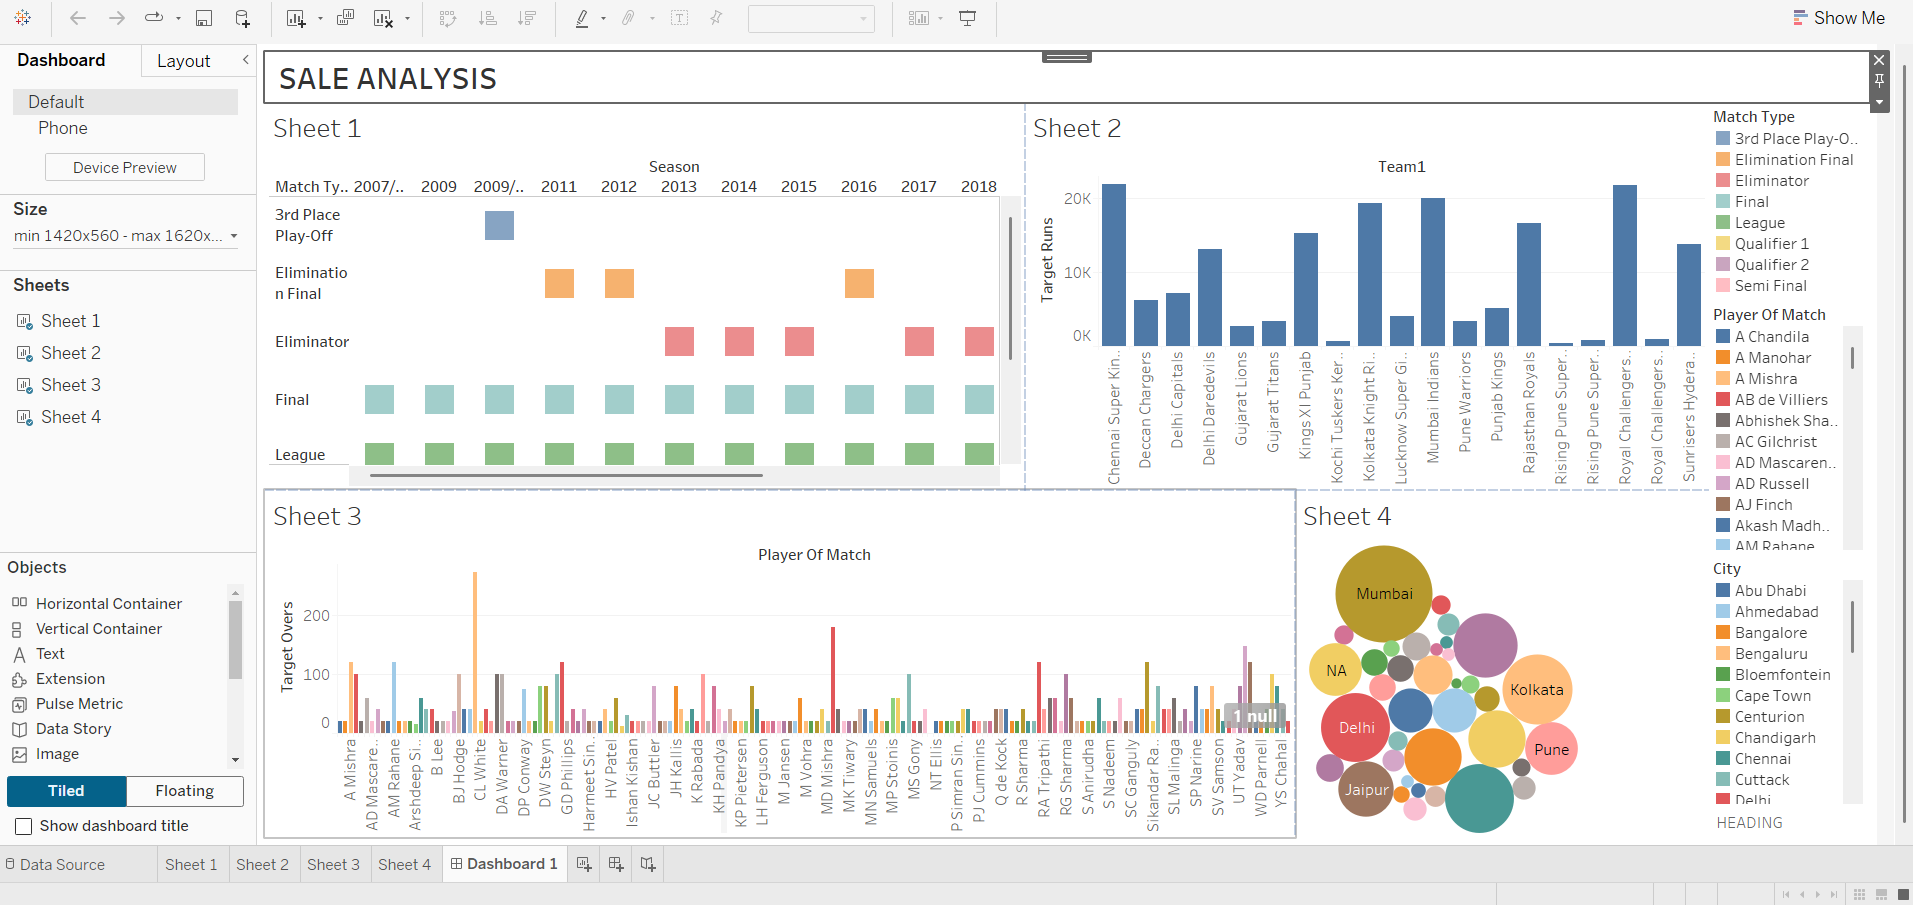 Show Me
Dashboard
Layout
Default
Phone
Device Preview
Size
min 1420x560 - max 1620x...
Sheets
Sheet 1
Sheet 2
Sheet 3
Sheet 4
Objects
Horizontal Container
Vertical Container
Text
Extension
Pulse Metric
Data Story
Image
Tiled
Floating
Show dashboard title
SALE ANALYSIS
Sheet 1
Season
Match Ty.. 2007/.. 2009 2009/.. 2011 2012 2013 2014 2015 2016 2017 2018
3rd Place
Play-Off
Eliminatio
n Final
Eliminator
Final
League
Sheet 2
Team1
Target Runs
20K
10K
0K
Chennai Super Kin..
Deccan Chargers
Delhi Capitals
Delhi Daredevils
Gujarat Lions
Gujarat Titans
Kings XI Punjab
Kochi Tuskers Ker..
Kolkata Knight Ri..
Lucknow Super Gi..
Mumbai Indians
Pune Warriors
Punjab Kings
Rajasthan Royals
Rising Pune Super..
Rising Pune Super..
Royal Challengers..
Royal Challengers..
Sunrisers Hydera..
Match Type
3rd Place Play-O..
Elimination Final
Eliminator
Final
League
Qualifier 1
Qualifier 2
Semi Final
Player Of Match
A Chandila
A Manohar
A Mishra
AB de Villiers
Abhishek Sha..
AC Gilchrist
AD Mascaren..
AD Russell
AJ Finch
Akash Madh..
AM Rahane
City
Abu Dhabi
Ahmedabad
Bangalore
Bengaluru
Bloemfontein
Cape Town
Centurion
Chandigarh
Chennai
Cuttack
Delhi
HEADING
Sheet 3
Player Of Match
Target Overs
200
100
0
1 null
A Mishra
AD Mascare..
AM Rahane
Arshdeep Si..
B Lee
BJ Hodge
CL White
DA Warner
DP Conway
DW Steyn
GD Phillips
Harmeet Sin..
HV Patel
Ishan Kishan
JC Buttler
JH Kallis
K Rabada
KH Pandya
KP Pietersen
LH Ferguson
M Jansen
M Vohra
MD Mishra
MK Tiwary
MN Samuels
MP Stoinis
MS Gony
NT Ellis
P Simran Sin..
PJ Cummins
Q de Kock
R Sharma
RA Tripathi
RG Sharma
S Anirudha
S Nadeem
SC Ganguly
Sikandar Ra..
SL Malinga
SP Narine
SV Samson
UT Yadav
WD Parnell
YS Chahal
Sheet 4
Mumbai
NA
Kolkata
Delhi
Pune
Jaipur
Data Source
Sheet 1
Sheet 2
Sheet 3
Sheet 4
Dashboard 1